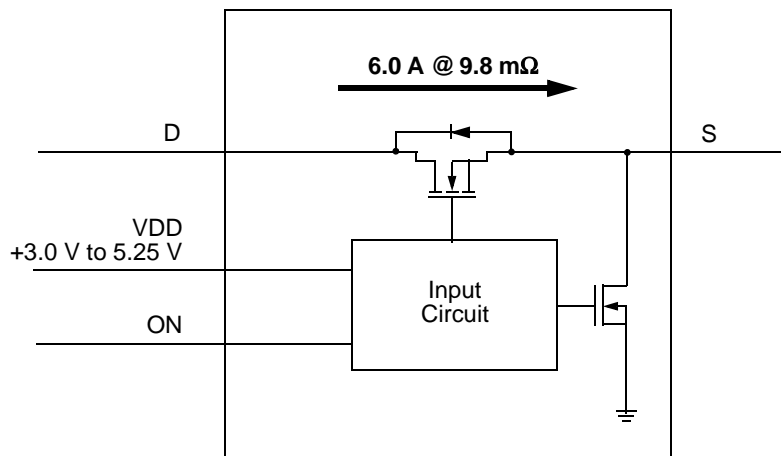 6.0 A @ 9.8 mΩ
D
S
VDD
+3.0 V to 5.25 V
ON
Input
Circuit